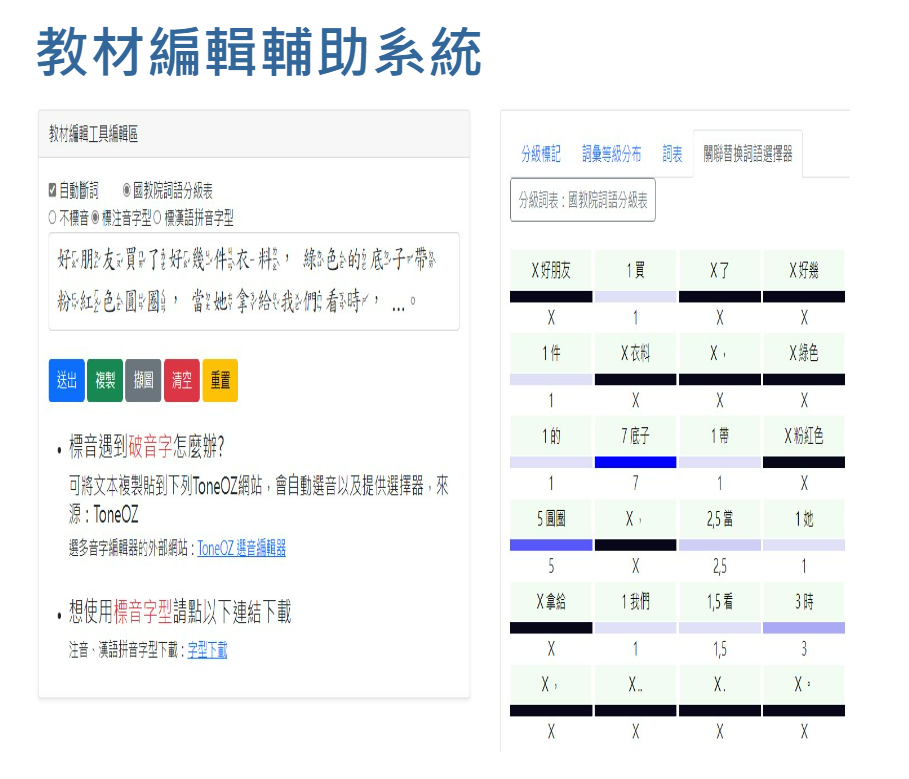 教材編輯輔助系統
教材編輯工具編輯區
自動斷詞 國教院詞語分級表
不標音 標注音字型 標漢語拼音字型
好朋友買了好幾件衣料，綠色的底子帶
粉紅色圓圈，當她拿給我們看時，…。
送出 複製 擷圖 清空 重置
標音遇到破音字怎麼辦?
可將文本複製貼到下列ToneOZ網站，會自動選音以及提供選擇器，來
源：ToneOZ
選多音字編輯器的外部網站：ToneOZ 選音編輯器
想使用標音字型請點以下連結下載
注音、漢語拼音字型下載：字型下載
分級標記 詞彙等級分布 詞表 關聯替換詞語選擇器
分級詞表：國教院詞語分級表
X 好朋友 1 買 X 了 X 好幾
X 1 X X
1 件 X 衣料 X ， X 綠色
1 X X X
1 的 7 底子 1 帶 X 粉紅色
1 7 1 X
5 圓圈 X ， 2,5 當 1 她
5 X 2,5 1
X 拿給 1 我們 1,5 看 3 時
X 1 1,5 3
X ， X .. X . X 。
X X X X